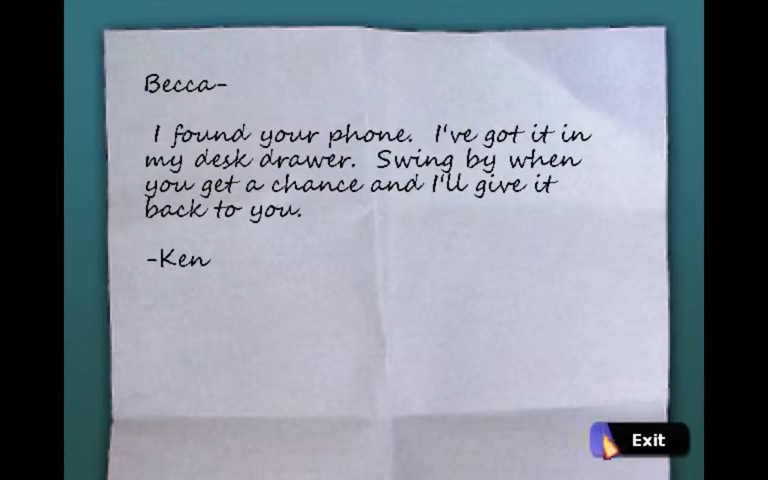 Becca-
I found your phone. I've got it in
my desk drawer. Swing by when
you get a chance and I'll give it
back to you.
-Ken
Exit